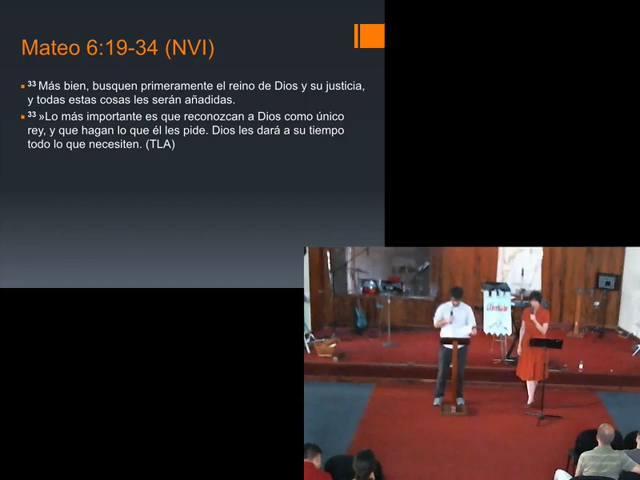 Mateo 6:19-34 (NVI)
33 Más bien, busquen primeramente el reino de Dios y su justicia,
y todas estas cosas les serán añadidas.
33 »Lo más importante es que reconozcan a Dios como único
rey, y que hagan lo que él les pide. Dios les dará a su tiempo
todo lo que necesiten. (TLA)